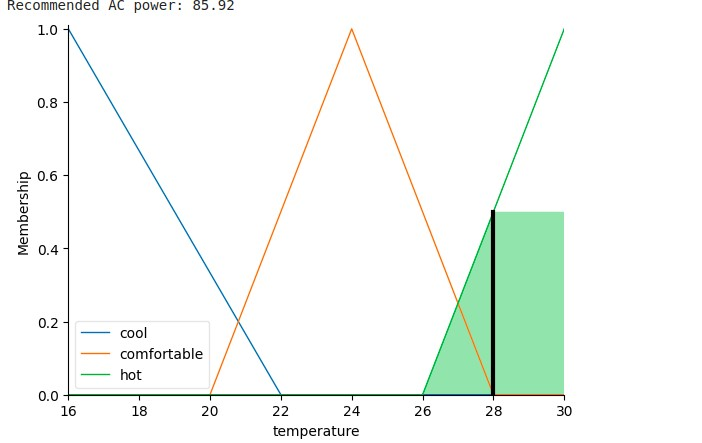 Recommended AC power: 85.92
1.0
0.8
0.6
0.4
0.2
0.0
Membership
cool
comfortable
hot
16 18 20 22 24 26 28 30
temperature